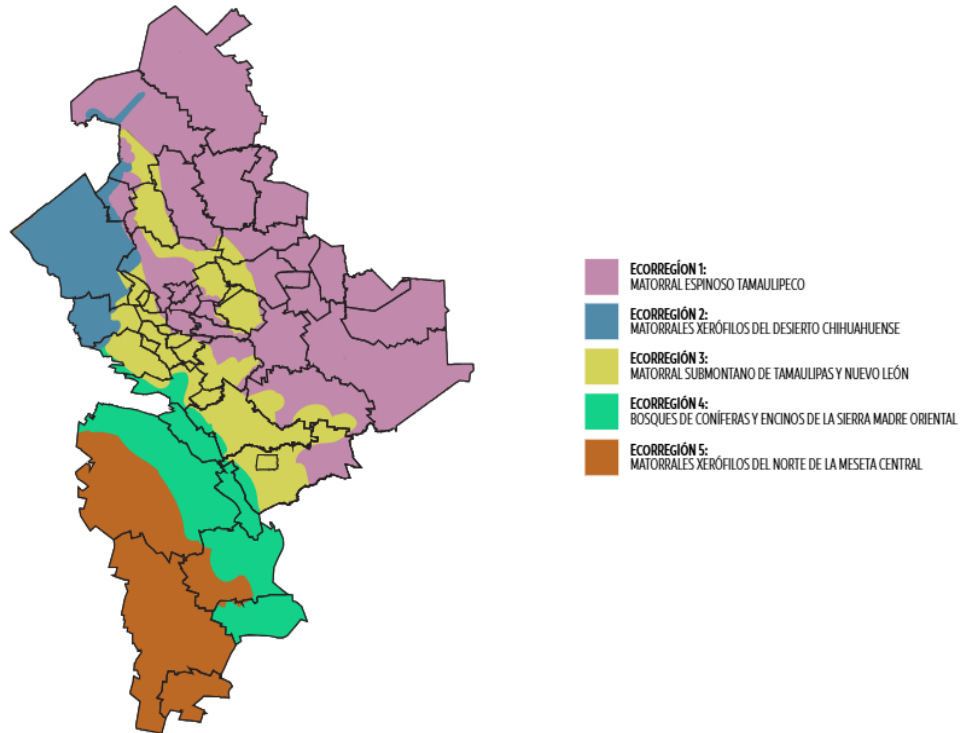 ECORREGÍON 1:
MATORRAL ESPINOSO TAMAULIPECO
ECORREGIÓN 2:
MATORRALES XERÓFILOS DEL DESIERTO CHIHUAHUENSE
ECORREGIÓN 3:
MATORRAL SUBMONTANO DE TAMAULIPAS Y NUEVO LEÓN
ECORREGIÓN 4:
BOSQUES DE CONÍFERAS Y ENCINOS DE LA SIERRA MADRE ORIENTAL
ECORREGIÓN 5:
MATORRALES XERÓFILOS DEL NORTE DE LA MESETA CENTRAL